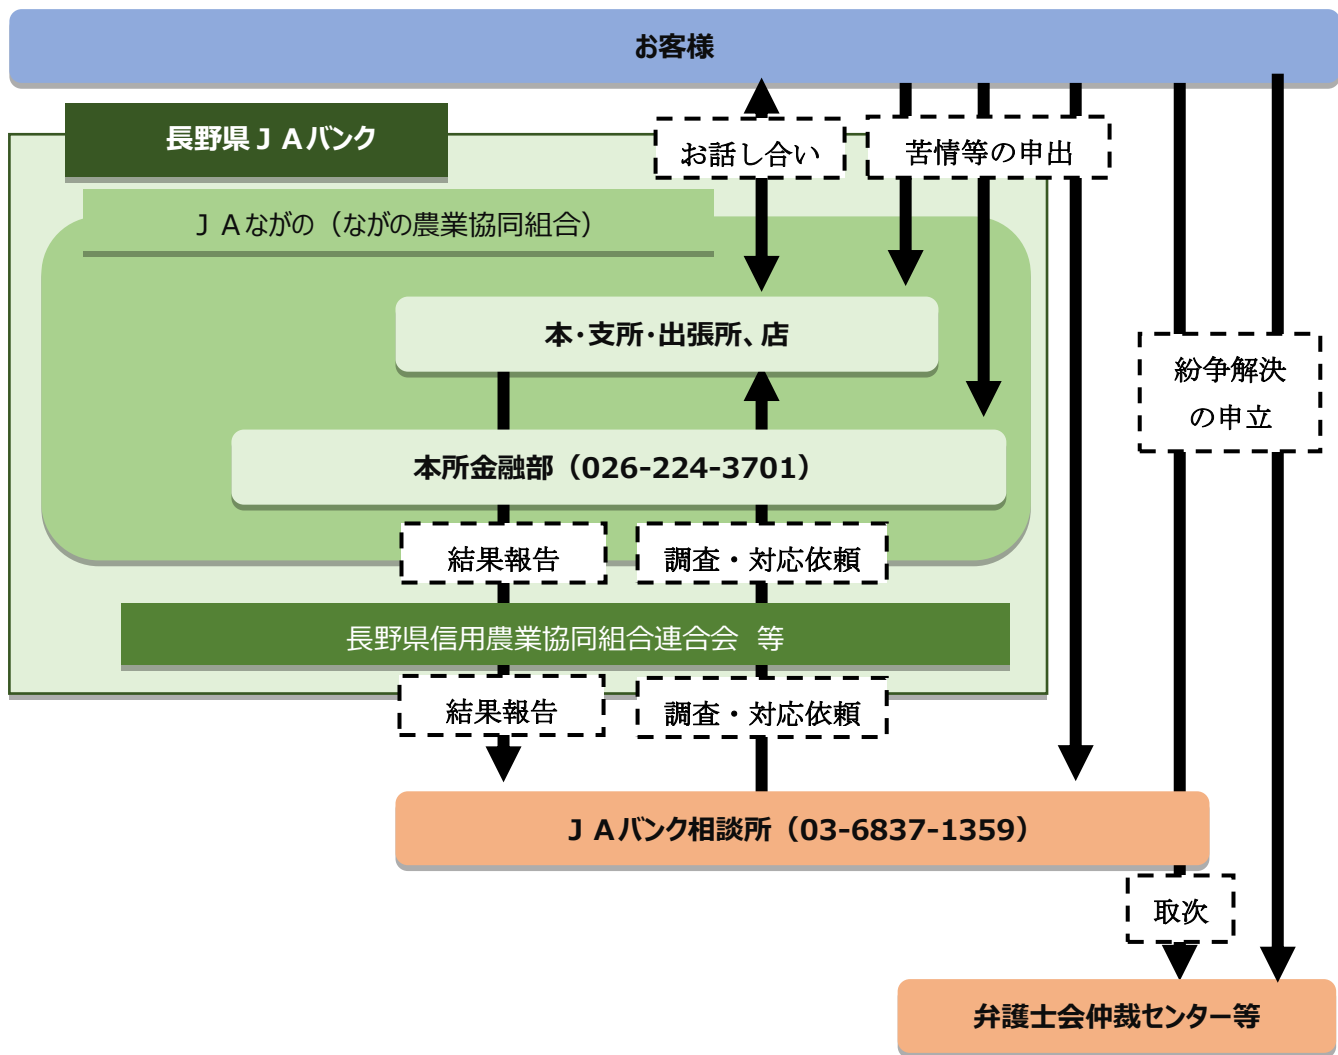 お客様
長野県ＪＡバンク
お話し合い
苦情等の申出
ＪＡながの（ながの農業協同組合）
本･支所･出張所、店
紛争解決
の申立
本所金融部（026-224-3701）
結果報告
調査・対応依頼
長野県信用農業協同組合連合会　等
結果報告
調査・対応依頼
ＪＡバンク相談所（03-6837-1359）
取次
弁護士会仲裁センター等